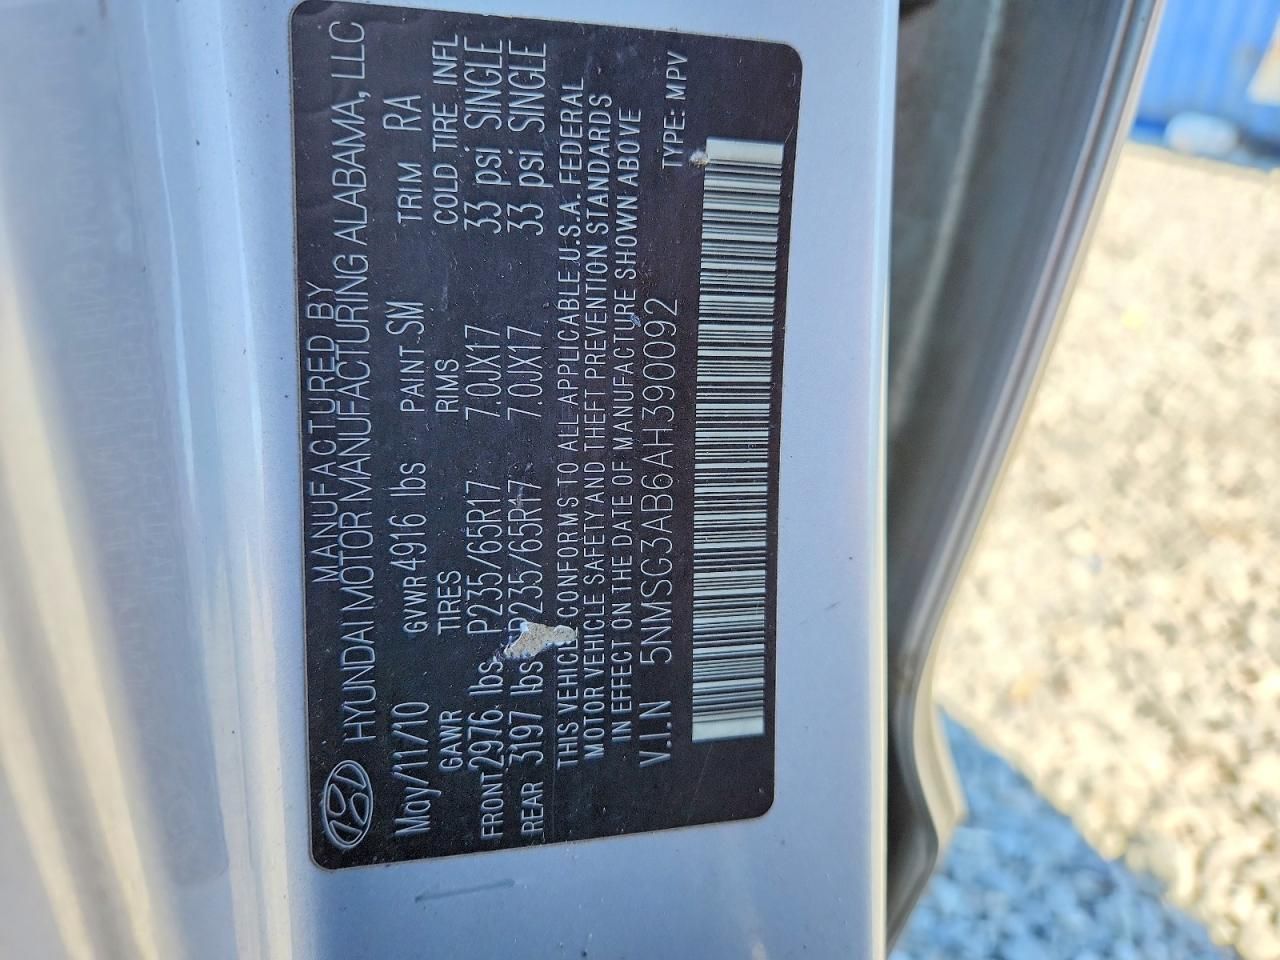 MANUFACTURED BY
HYUNDAI MOTOR MANUFACTURING ALABAMA, LLC
May/11/10 GVWR 4916 lbs PAINT SM TRIM RA
GAWR TIRES RIMS COLD TIRE INFL
FRONT 2976 lbs P235/65R17 7.0JX17 33 psi SINGLE
REAR 3197 lbs P235/65R17 7.0JX17 33 psi SINGLE
THIS VEHICLE CONFORMS TO ALL APPLICABLE U.S.A. FEDERAL
MOTOR VEHICLE SAFETY AND THEFT PREVENTION STANDARDS
IN EFFECT ON THE DATE OF MANUFACTURE SHOWN ABOVE
V.I.N 5NMSG3AB6AH390092 TYPE: MPV